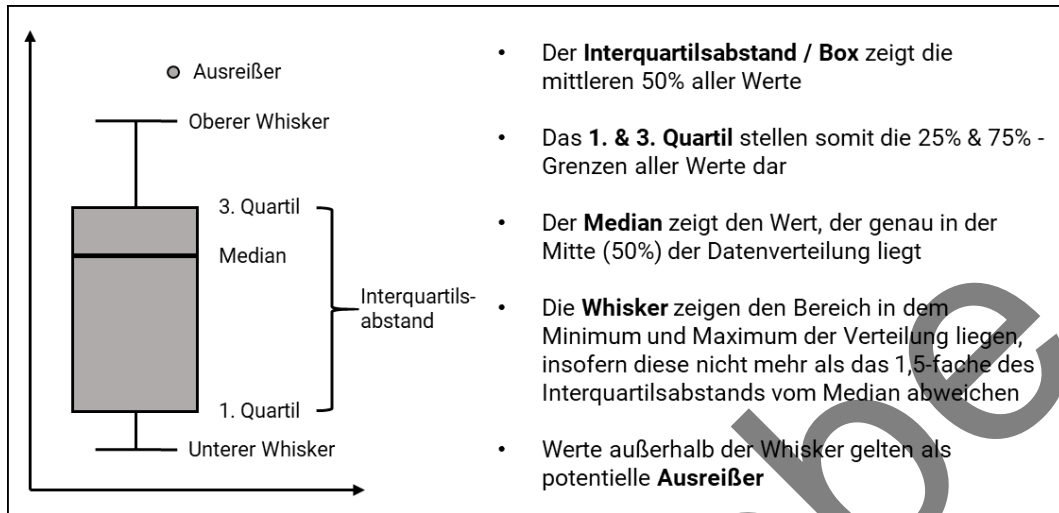 Ausreißer
Oberer Whisker
3. Quartil
Median
Interquartils-
abstand
1. Quartil
Unterer Whisker
• Der Interquartilsabstand / Box zeigt die
mittleren 50% aller Werte
• Das 1. & 3. Quartil stellen somit die 25% & 75% -
Grenzen aller Werte dar
• Der Median zeigt den Wert, der genau in der
Mitte (50%) der Datenverteilung liegt
• Die Whisker zeigen den Bereich in dem
Minimum und Maximum der Verteilung liegen,
insofern diese nicht mehr als das 1,5-fache des
Interquartilsabstands vom Median abweichen
• Werte außerhalb der Whisker gelten als
potentielle Ausreißer
be